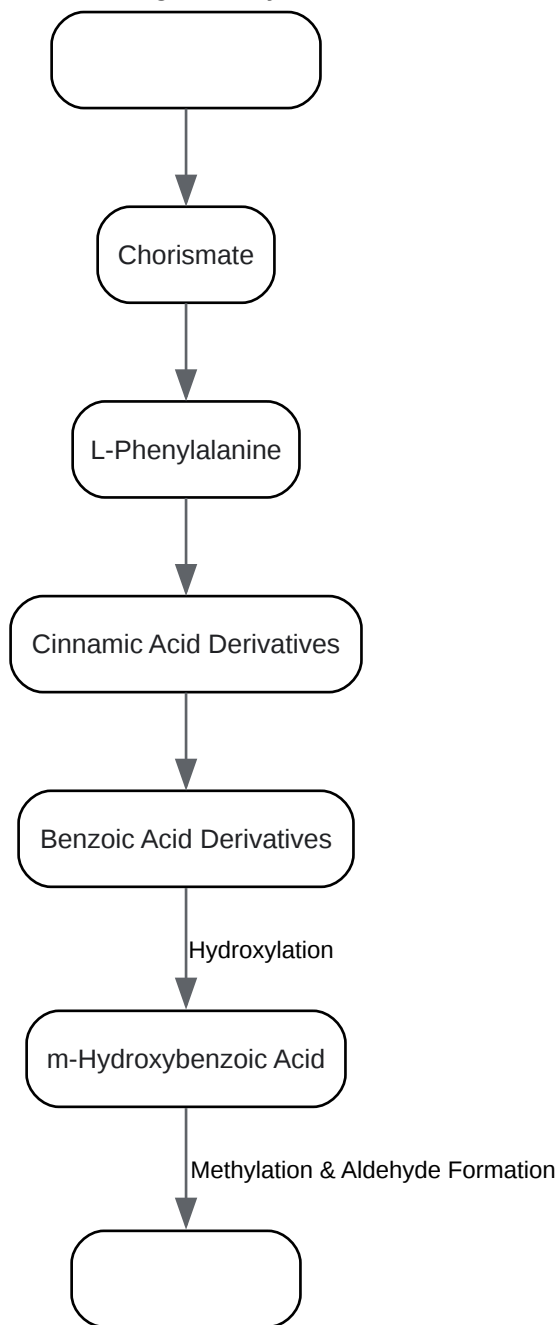 Chorismate
L-Phenylalanine
Cinnamic Acid Derivatives
Benzoic Acid Derivatives
Hydroxylation
m-Hydroxybenzoic Acid
Methylation & Aldehyde Formation